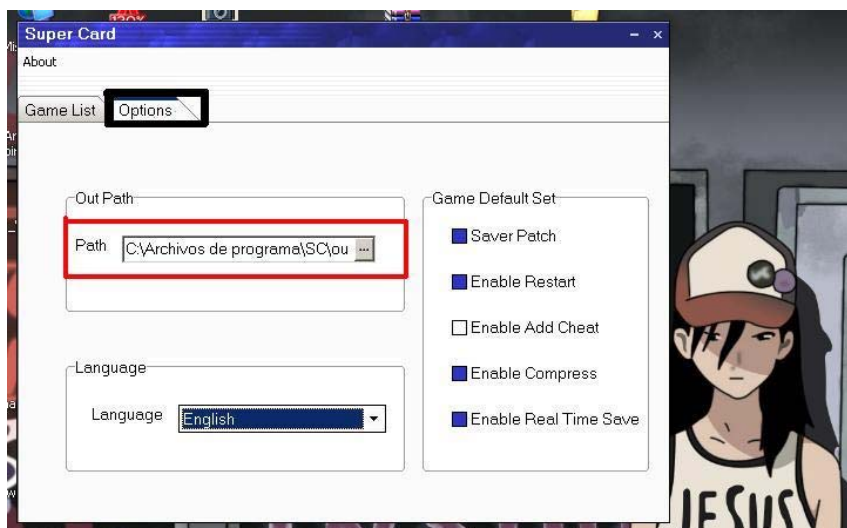 120%
Super Card
About
Game List
Options
Out Path
Path
C:\Archivos de programa\SC\ou
...
Language
Language
English
Game Default Set
Saver Patch
Enable Restart
Enable Add Cheat
Enable Compress
Enable Real Time Save
JESUS